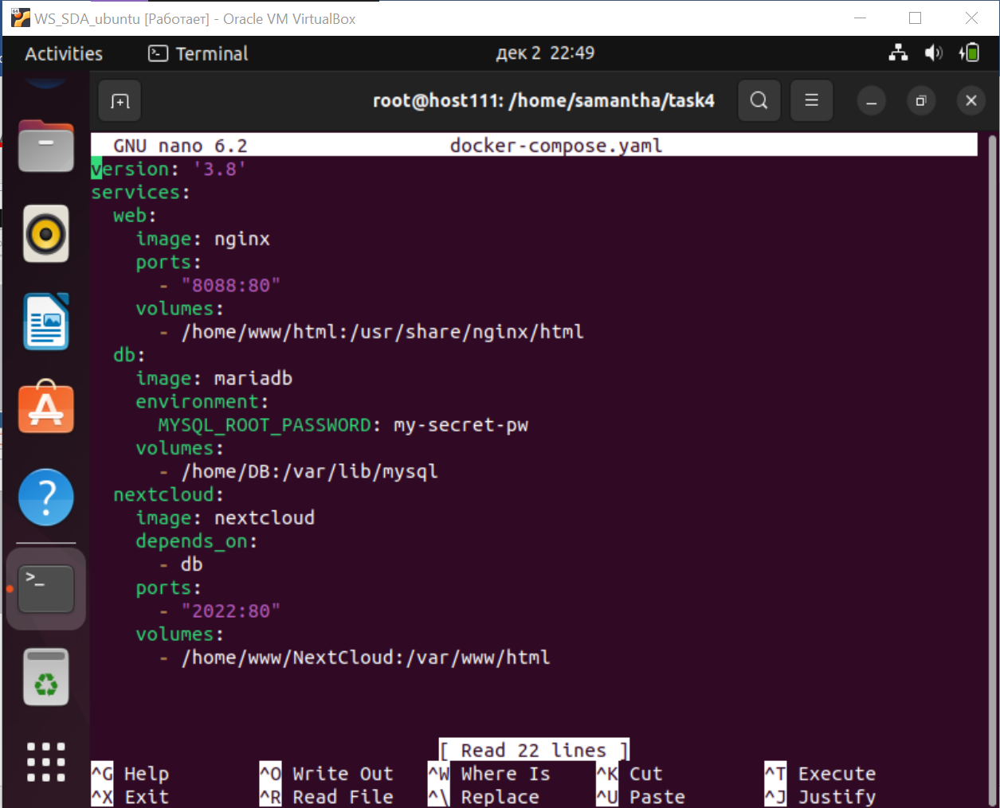 WS_SDA_ubuntu [Работает] - Oracle VM VirtualBox
Activities Terminal дек 2 22:49
root@host111: /home/samantha/task4
GNU nano 6.2 docker-compose.yaml
version: '3.8'
services:
  web:
    image: nginx
    ports:
      - "8088:80"
    volumes:
      - /home/www/html:/usr/share/nginx/html
  db:
    image: mariadb
    environment:
      MYSQL_ROOT_PASSWORD: my-secret-pw
    volumes:
      - /home/DB:/var/lib/mysql
  nextcloud:
    image: nextcloud
    depends_on:
      - db
    ports:
      - "2022:80"
    volumes:
      - /home/www/NextCloud:/var/www/html
[ Read 22 lines ]
^G Help ^O Write Out ^W Where Is ^K Cut ^T Execute
^X Exit ^R Read File ^\ Replace ^U Paste ^J Justify